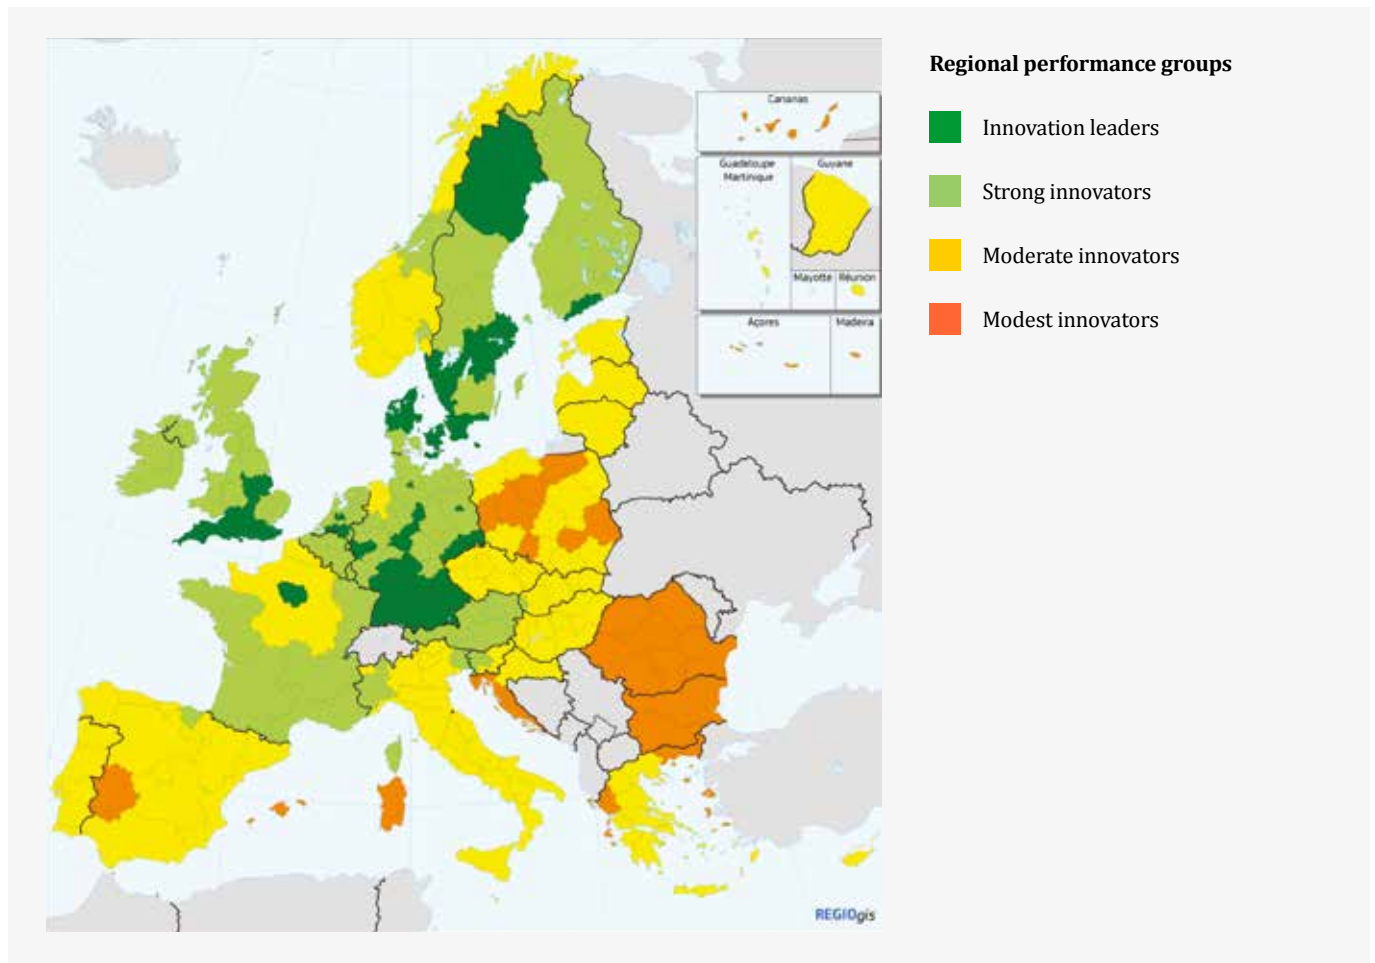 Regional performance groups
Innovation leaders
Strong innovators
Moderate innovators
Modest innovators
Canarias
Guadeloupe
Martinique
Guyane
Mayotte
Réunion
Açores
Madeira
REGIOgis